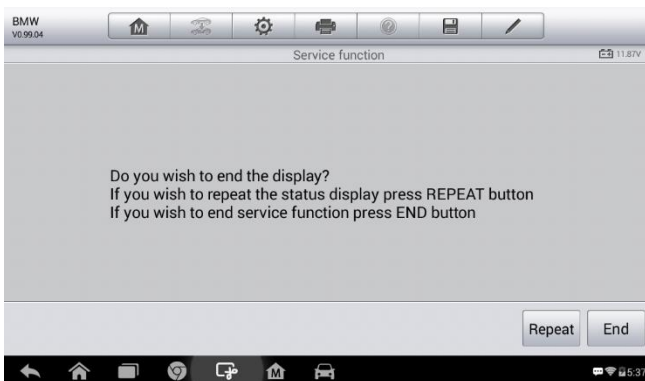 BMW
V0.99.04
M
Service function
11.87V
Do you wish to end the display?
If you wish to repeat the status display press REPEAT button
If you wish to end service function press END button
Repeat
End
M
5:37